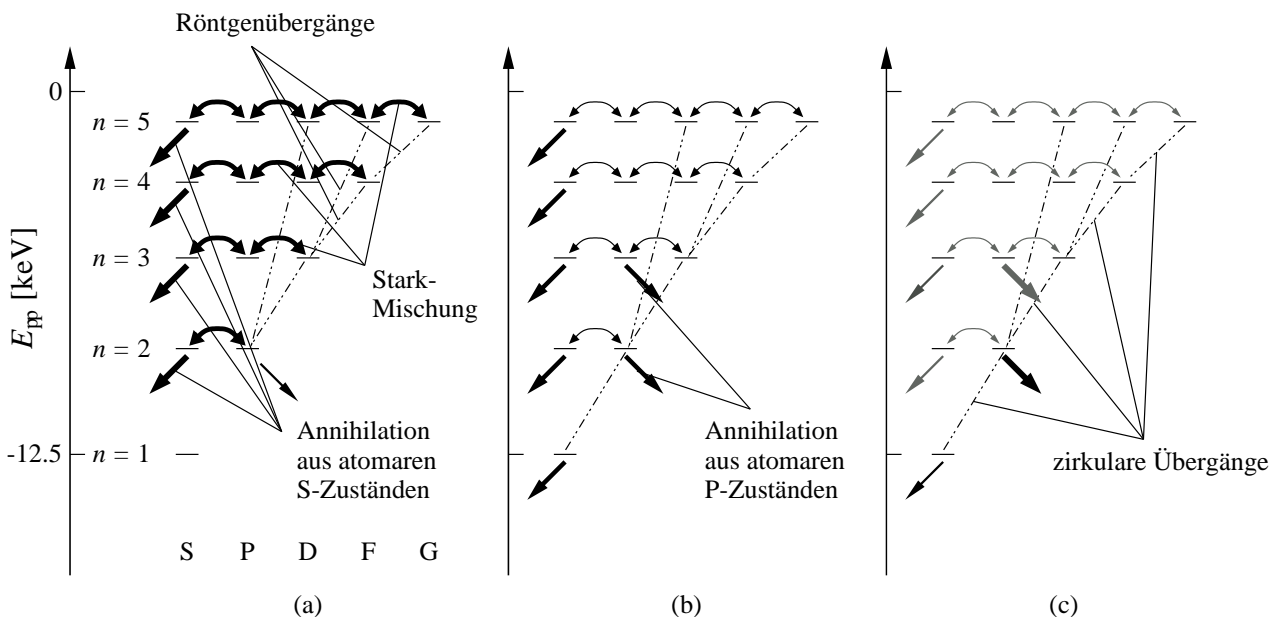 Röntgenübergänge
0
n = 5
n = 4
n = 3
n = 2
n = 1
-12.5
E_pp [keV]
Stark-
Mischung
Annihilation
aus atomaren
S-Zuständen
S P D F G
(a)
Annihilation
aus atomaren
P-Zuständen
(b)
zirkulare Übergänge
(c)